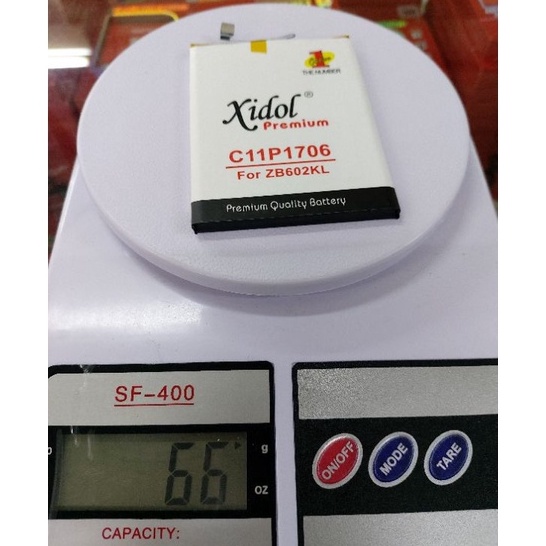 1
THE NUMBER
Xidol®
Premium
C11P1706
For ZB602KL
Premium Quality Battery
SF-400
66
g
oz
ON/OFF
MODE
TARE
CAPACITY: